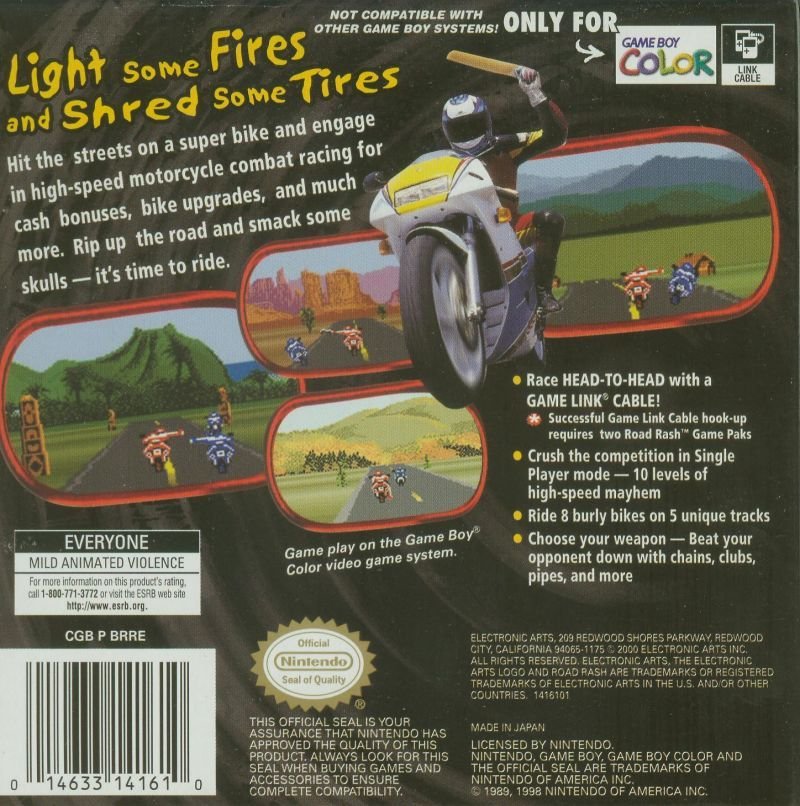 NOT COMPATIBLE WITH
OTHER GAME BOY SYSTEMS!
ONLY FOR
GAME BOY
COLOR
LINK
CABLE
Light some Fires
and Shred some Tires
Hit the streets on a super bike and engage
in high-speed motorcycle combat racing for
cash bonuses, bike upgrades, and much
more. Rip up the road and smack some
skulls — it's time to ride.
• Race HEAD-TO-HEAD with a
GAME LINK® CABLE!
Successful Game Link Cable hook-up
requires two Road Rash™ Game Paks
• Crush the competition in Single
Player mode — 10 levels of
high-speed mayhem
• Ride 8 burly bikes on 5 unique tracks
• Choose your weapon — Beat your
opponent down with chains, clubs,
pipes, and more
Game play on the Game Boy®
Color video game system.
EVERYONE
MILD ANIMATED VIOLENCE
For more information on this product's rating,
call 1-800-771-3772 or visit the ESRB web site
http://www.esrb.org.
CGB P BRRE
0 14633 14161 0
Official
Nintendo
Seal of Quality
®
THIS OFFICIAL SEAL IS YOUR
ASSURANCE THAT NINTENDO HAS
APPROVED THE QUALITY OF THIS
PRODUCT. ALWAYS LOOK FOR THIS
SEAL WHEN BUYING GAMES AND
ACCESSORIES TO ENSURE
COMPLETE COMPATIBILITY.
ELECTRONIC ARTS, 209 REDWOOD SHORES PARKWAY, REDWOOD
CITY, CALIFORNIA 94065-1175 © 2000 ELECTRONIC ARTS INC.
ALL RIGHTS RESERVED. ELECTRONIC ARTS, THE ELECTRONIC
ARTS LOGO AND ROAD RASH ARE TRADEMARKS OR REGISTERED
TRADEMARKS OF ELECTRONIC ARTS IN THE U.S. AND/OR OTHER
COUNTRIES. 1416101
MADE IN JAPAN
LICENSED BY NINTENDO.
NINTENDO, GAME BOY, GAME BOY COLOR AND
THE OFFICIAL SEAL ARE TRADEMARKS OF
NINTENDO OF AMERICA INC.
© 1989, 1998 NINTENDO OF AMERICA INC.